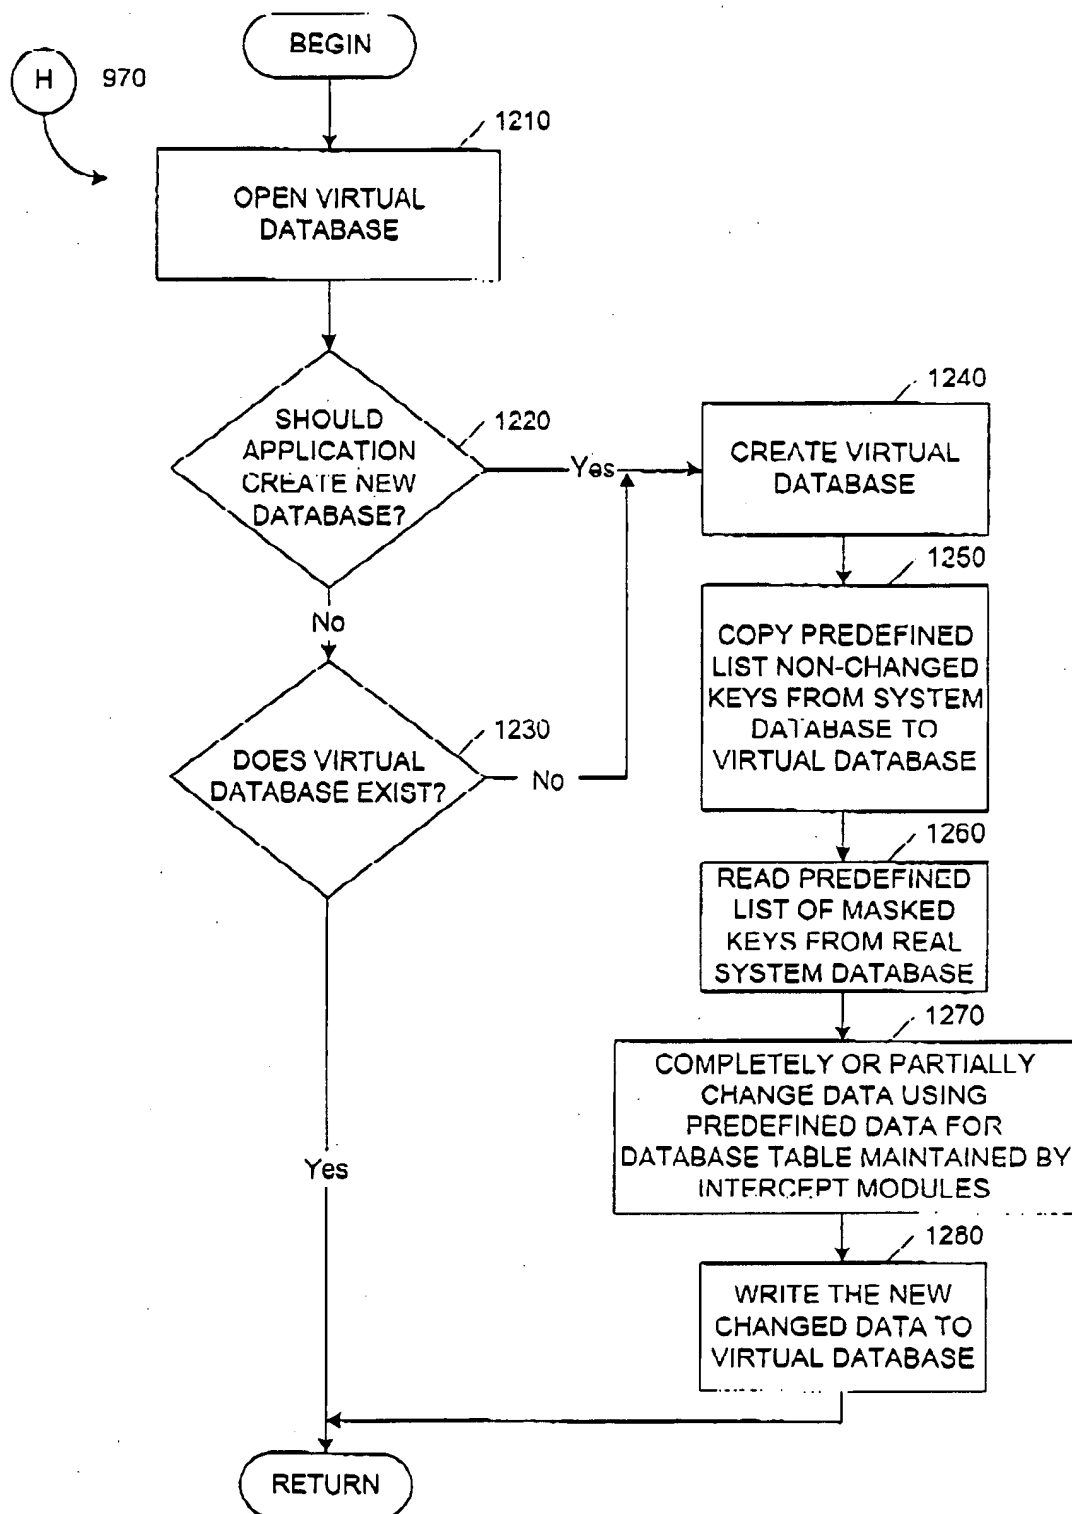 BEGIN
H 970
1210
OPEN VIRTUAL
DATABASE
SHOULD
APPLICATION
CREATE NEW
DATABASE?
1220
Yes
1240
CREATE VIRTUAL
DATABASE
No
1250
COPY PREDEFINED
LIST NON-CHANGED
KEYS FROM SYSTEM
DATABASE TO
VIRTUAL DATABASE
DOES VIRTUAL
DATABASE EXIST?
1230
No
1260
READ PREDEFINED
LIST OF MASKED
KEYS FROM REAL
SYSTEM DATABASE
1270
COMPLETELY OR PARTIALLY
CHANGE DATA USING
PREDEFINED DATA FOR
DATABASE TABLE MAINTAINED BY
INTERCEPT MODULES
Yes
1280
WRITE THE NEW
CHANGED DATA TO
VIRTUAL DATABASE
RETURN